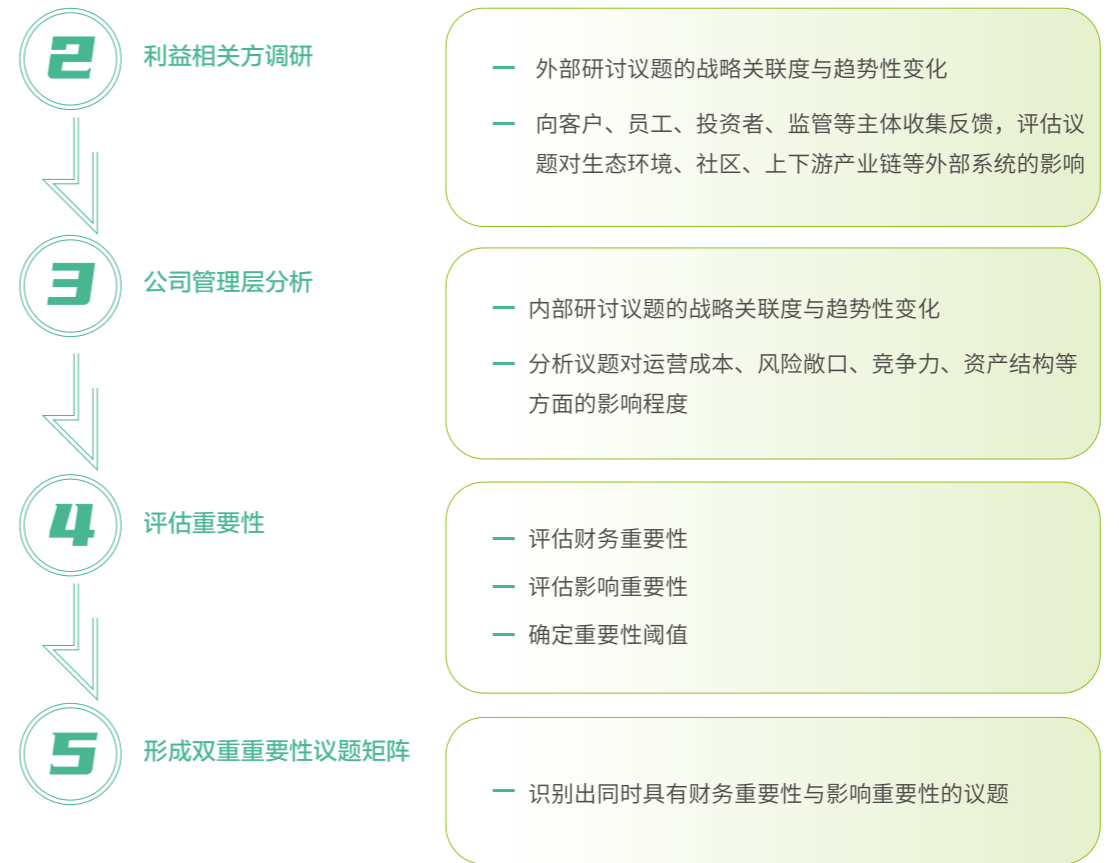 2
利益相关方调研
— 外部研讨议题的战略关联度与趋势性变化
— 向客户、员工、投资者、监管等主体收集反馈，评估议
题对生态环境、社区、上下游产业链等外部系统的影响
3
公司管理层分析
— 内部研讨议题的战略关联度与趋势性变化
— 分析议题对运营成本、风险敞口、竞争力、资产结构等
方面的影响程度
4
评估重要性
— 评估财务重要性
— 评估影响重要性
— 确定重要性阈值
5
形成双重重要性议题矩阵
— 识别出同时具有财务重要性与影响重要性的议题